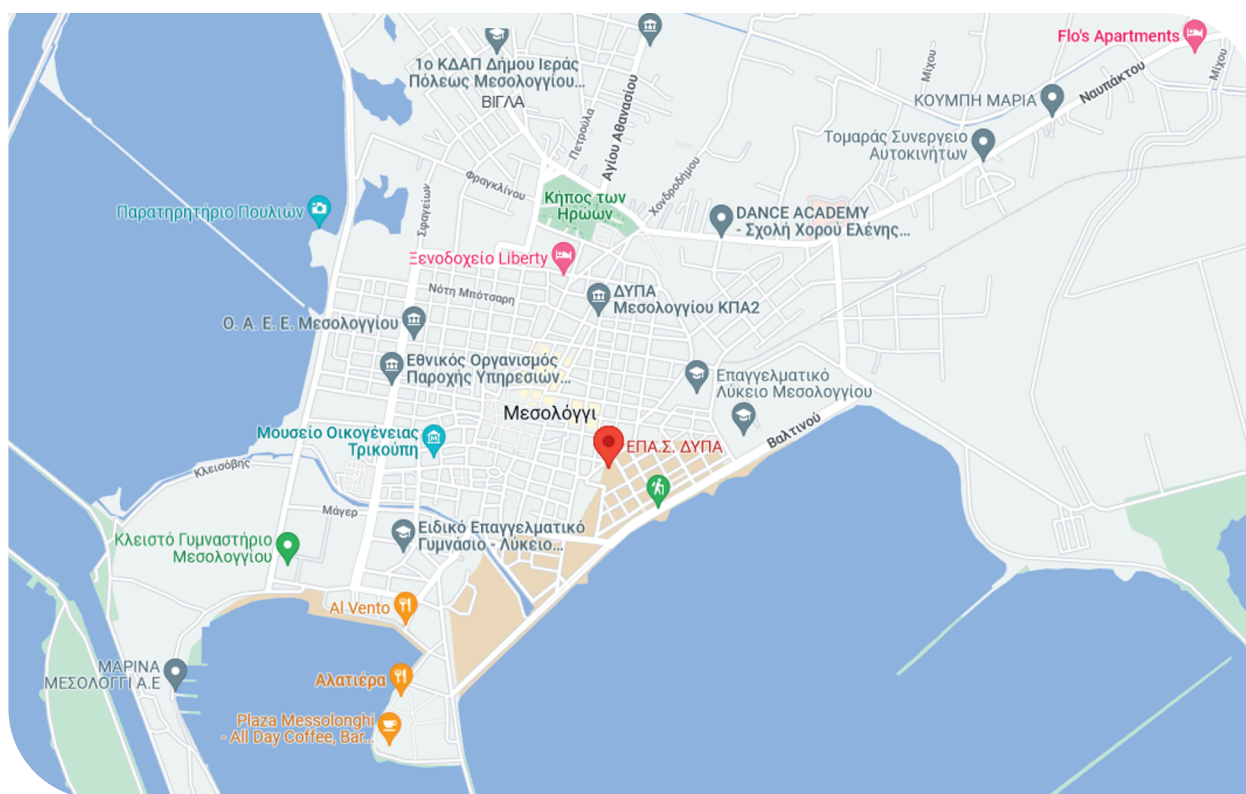 Flo's Apartments
1ο ΚΔΑΠ Δήμου Ιεράς
Πόλεως Μεσολογγίου...
ΒΙΓΛΑ
Μίχου
Μίχου
Ναυπάκτου
ΚΟΥΜΠΗ ΜΑΡΙΑ
Πετρούλα
Αγίου Αθανασίου
Τομαράς Συνεργείο
Αυτοκινήτων
Φραγκλίνου
Χονδροδήμου
Κήπος των
Ηρώων
Σιφαγείων
Παρατηρητήριο Πουλιών
DANCE ACADEMY
- Σχολή Χορού Ελένης...
Ξενοδοχείο Liberty
Νότη Μπότσαρη
ΔΥΠΑ
Μεσολογγίου ΚΠΑ2
Ο. Α. Ε. Ε. Μεσολογγίου
Εθνικός Οργανισμός
Παροχής Υπηρεσιών...
Επαγγελματικό
Λύκειο Μεσολογγίου
Μεσολόγγι
Βαλτινού
Μουσείο Οικογένειας
Τρικούπη
ΕΠΑ.Σ. ΔΥΠΑ
Κλεισόβης
Μάγερ
Κλειστό Γυμναστήριο
Μεσολογγίου
Ειδικό Επαγγελματικό
Γυμνάσιο - Λύκειο...
Al Vento
ΜΑΡΙΝΑ
ΜΕΣΟΛΟΓΓΙ Α.Ε
Αλατιέρα
Plaza Messolonghi
- All Day Coffee, Bar...